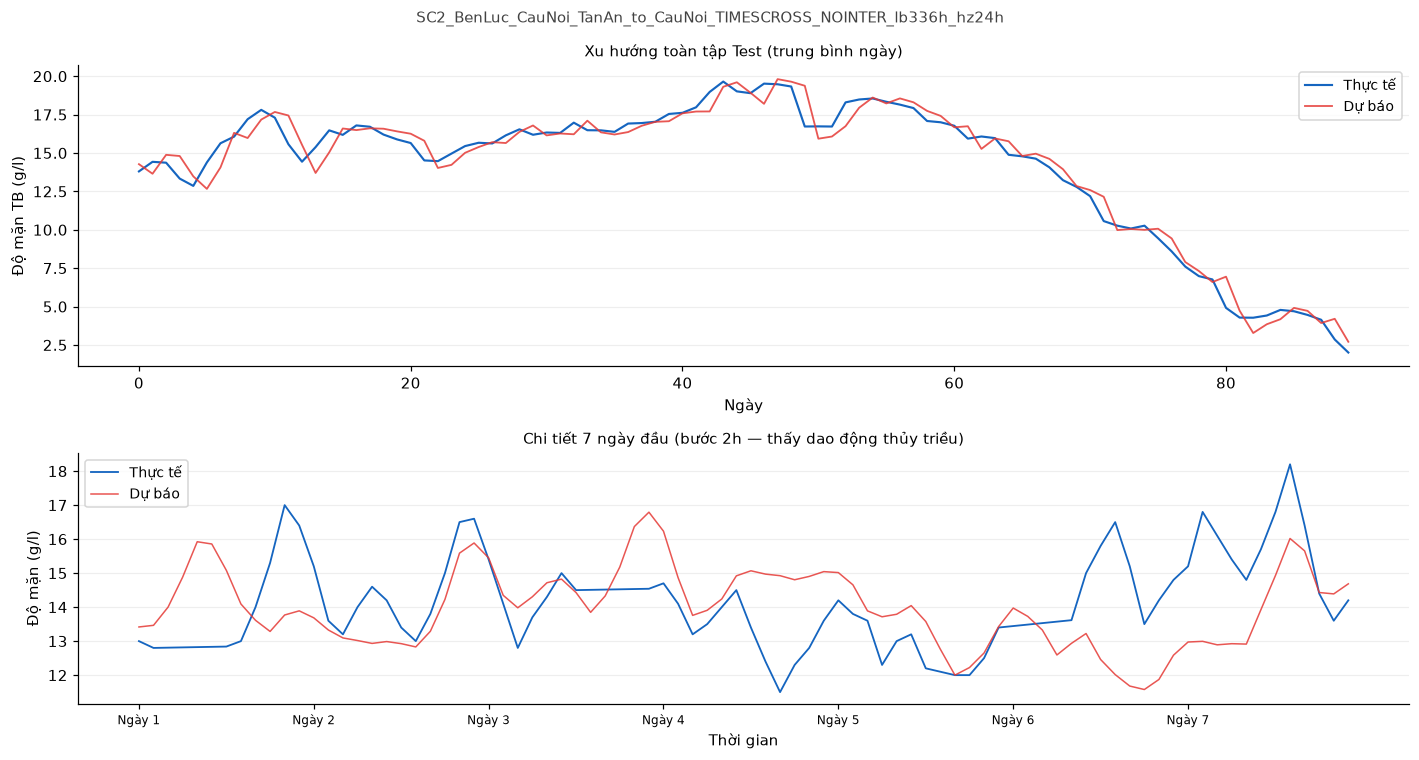 SC2_BenLuc_CauNoi_TanAn_to_CauNoi_TIMESCROSS_NOINTER_lb336h_hz24h
Xu hướng toàn tập Test (trung bình ngày)
Độ mặn TB (g/l)
20.0
17.5
15.0
12.5
10.0
7.5
5.0
2.5
Thực tế
Dự báo
0 20 40 60 80
Ngày
Chi tiết 7 ngày đầu (bước 2h — thấy dao động thủy triều)
Độ mặn (g/l)
18
17
16
15
14
13
12
Thực tế
Dự báo
Ngày 1 Ngày 2 Ngày 3 Ngày 4 Ngày 5 Ngày 6 Ngày 7
Thời gian